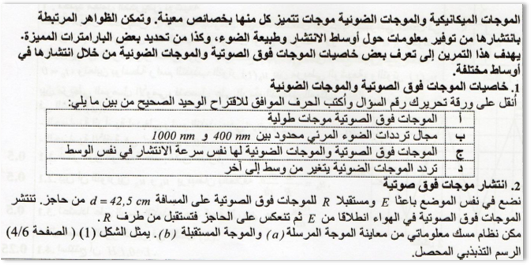 الموجات الميكانيكية والموجات الضوئية موجات تتميز كل منها بخصائص معينة. وتمكن الظواهر المرتبطة
بانتشارها من توفير معلومات حول أوساط الانتشار وطبيعة الضوء، وكذا من تحديد بعض البارامترات المميزة.
يهدف هذا التمرين إلى تعرف بعض خاصيات الموجات فوق الصوتية والموجات الضوئية من خلال انتشارها في
أوساط مختلفة.
1. خاصيات الموجات فوق الصوتية والموجات الضوئية
أنقل على ورقة تحريرك رقم السؤال وأكتب الحرف الموافق للاقتراح الوحيد الصحيح من بين ما يلي:
أ الموجات فوق الصوتية موجات طولية
ب مجال ترددات الضوء المرئي محدود بين 400 nm و 1000 nm
ج الموجات فوق الصوتية والموجات الضوئية لها نفس سرعة الانتشار في نفس الوسط
د تردد الموجات الضوئية يتغير من وسط إلى آخر
2. انتشار موجات فوق صوتية
نضع في نفس الموضع باعثا E ومستقبلا R للموجات فوق الصوتية على المسافة d = 42,5 cm من حاجز. تنتشر
الموجات فوق الصوتية في الهواء انطلاقا من E ثم تنعكس على الحاجز فتستقبل من طرف R .
مكن نظام مسك معلوماتي من معاينة الموجة المرسلة (a) والموجة المستقبلة (b). يمثل الشكل (1) ( الصفحة 4/6)
الرسم التذبذبي المحصل.